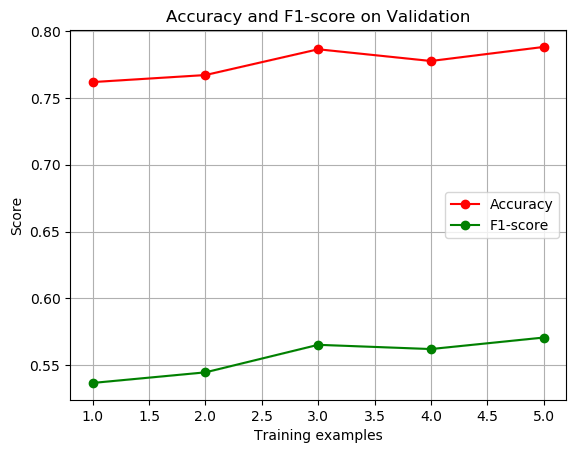 Accuracy and F1-score on Validation
0.80
0.75
0.70
0.65
0.60
0.55
Score
Accuracy
F1-score
1.0 1.5 2.0 2.5 3.0 3.5 4.0 4.5 5.0
Training examples